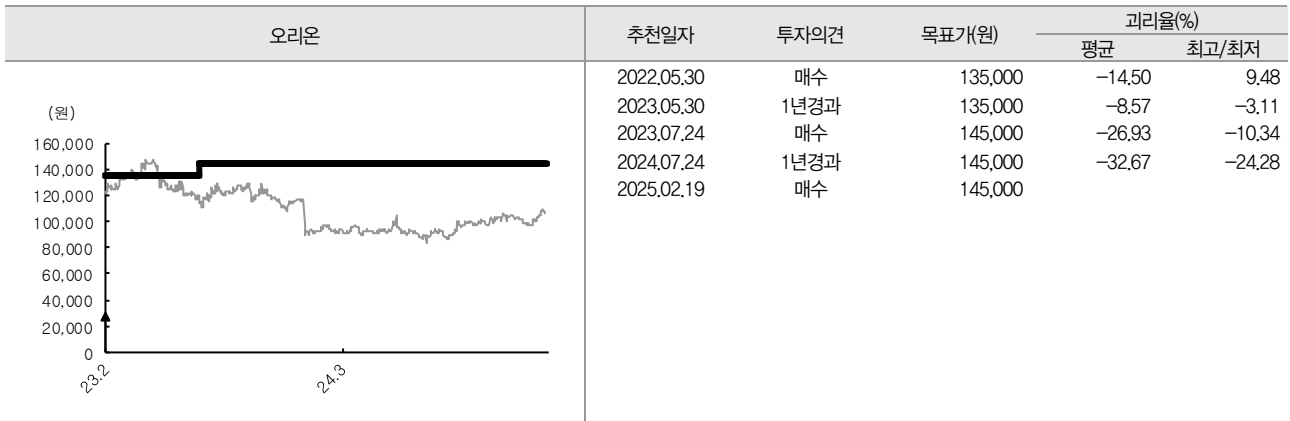 오리온
추천일자 투자의견 목표가(원) 괴리율(%)
평균 최고/최저
(원)
160,000
140,000
120,000
100,000
80,000
60,000
40,000
20,000
0
23.2 24.3
2022.05.30 매수 135,000 -14.50 9.48
2023.05.30 1년경과 135,000 -8.57 -3.11
2023.07.24 매수 145,000 -26.93 -10.34
2024.07.24 1년경과 145,000 -32.67 -24.28
2025.02.19 매수 145,000